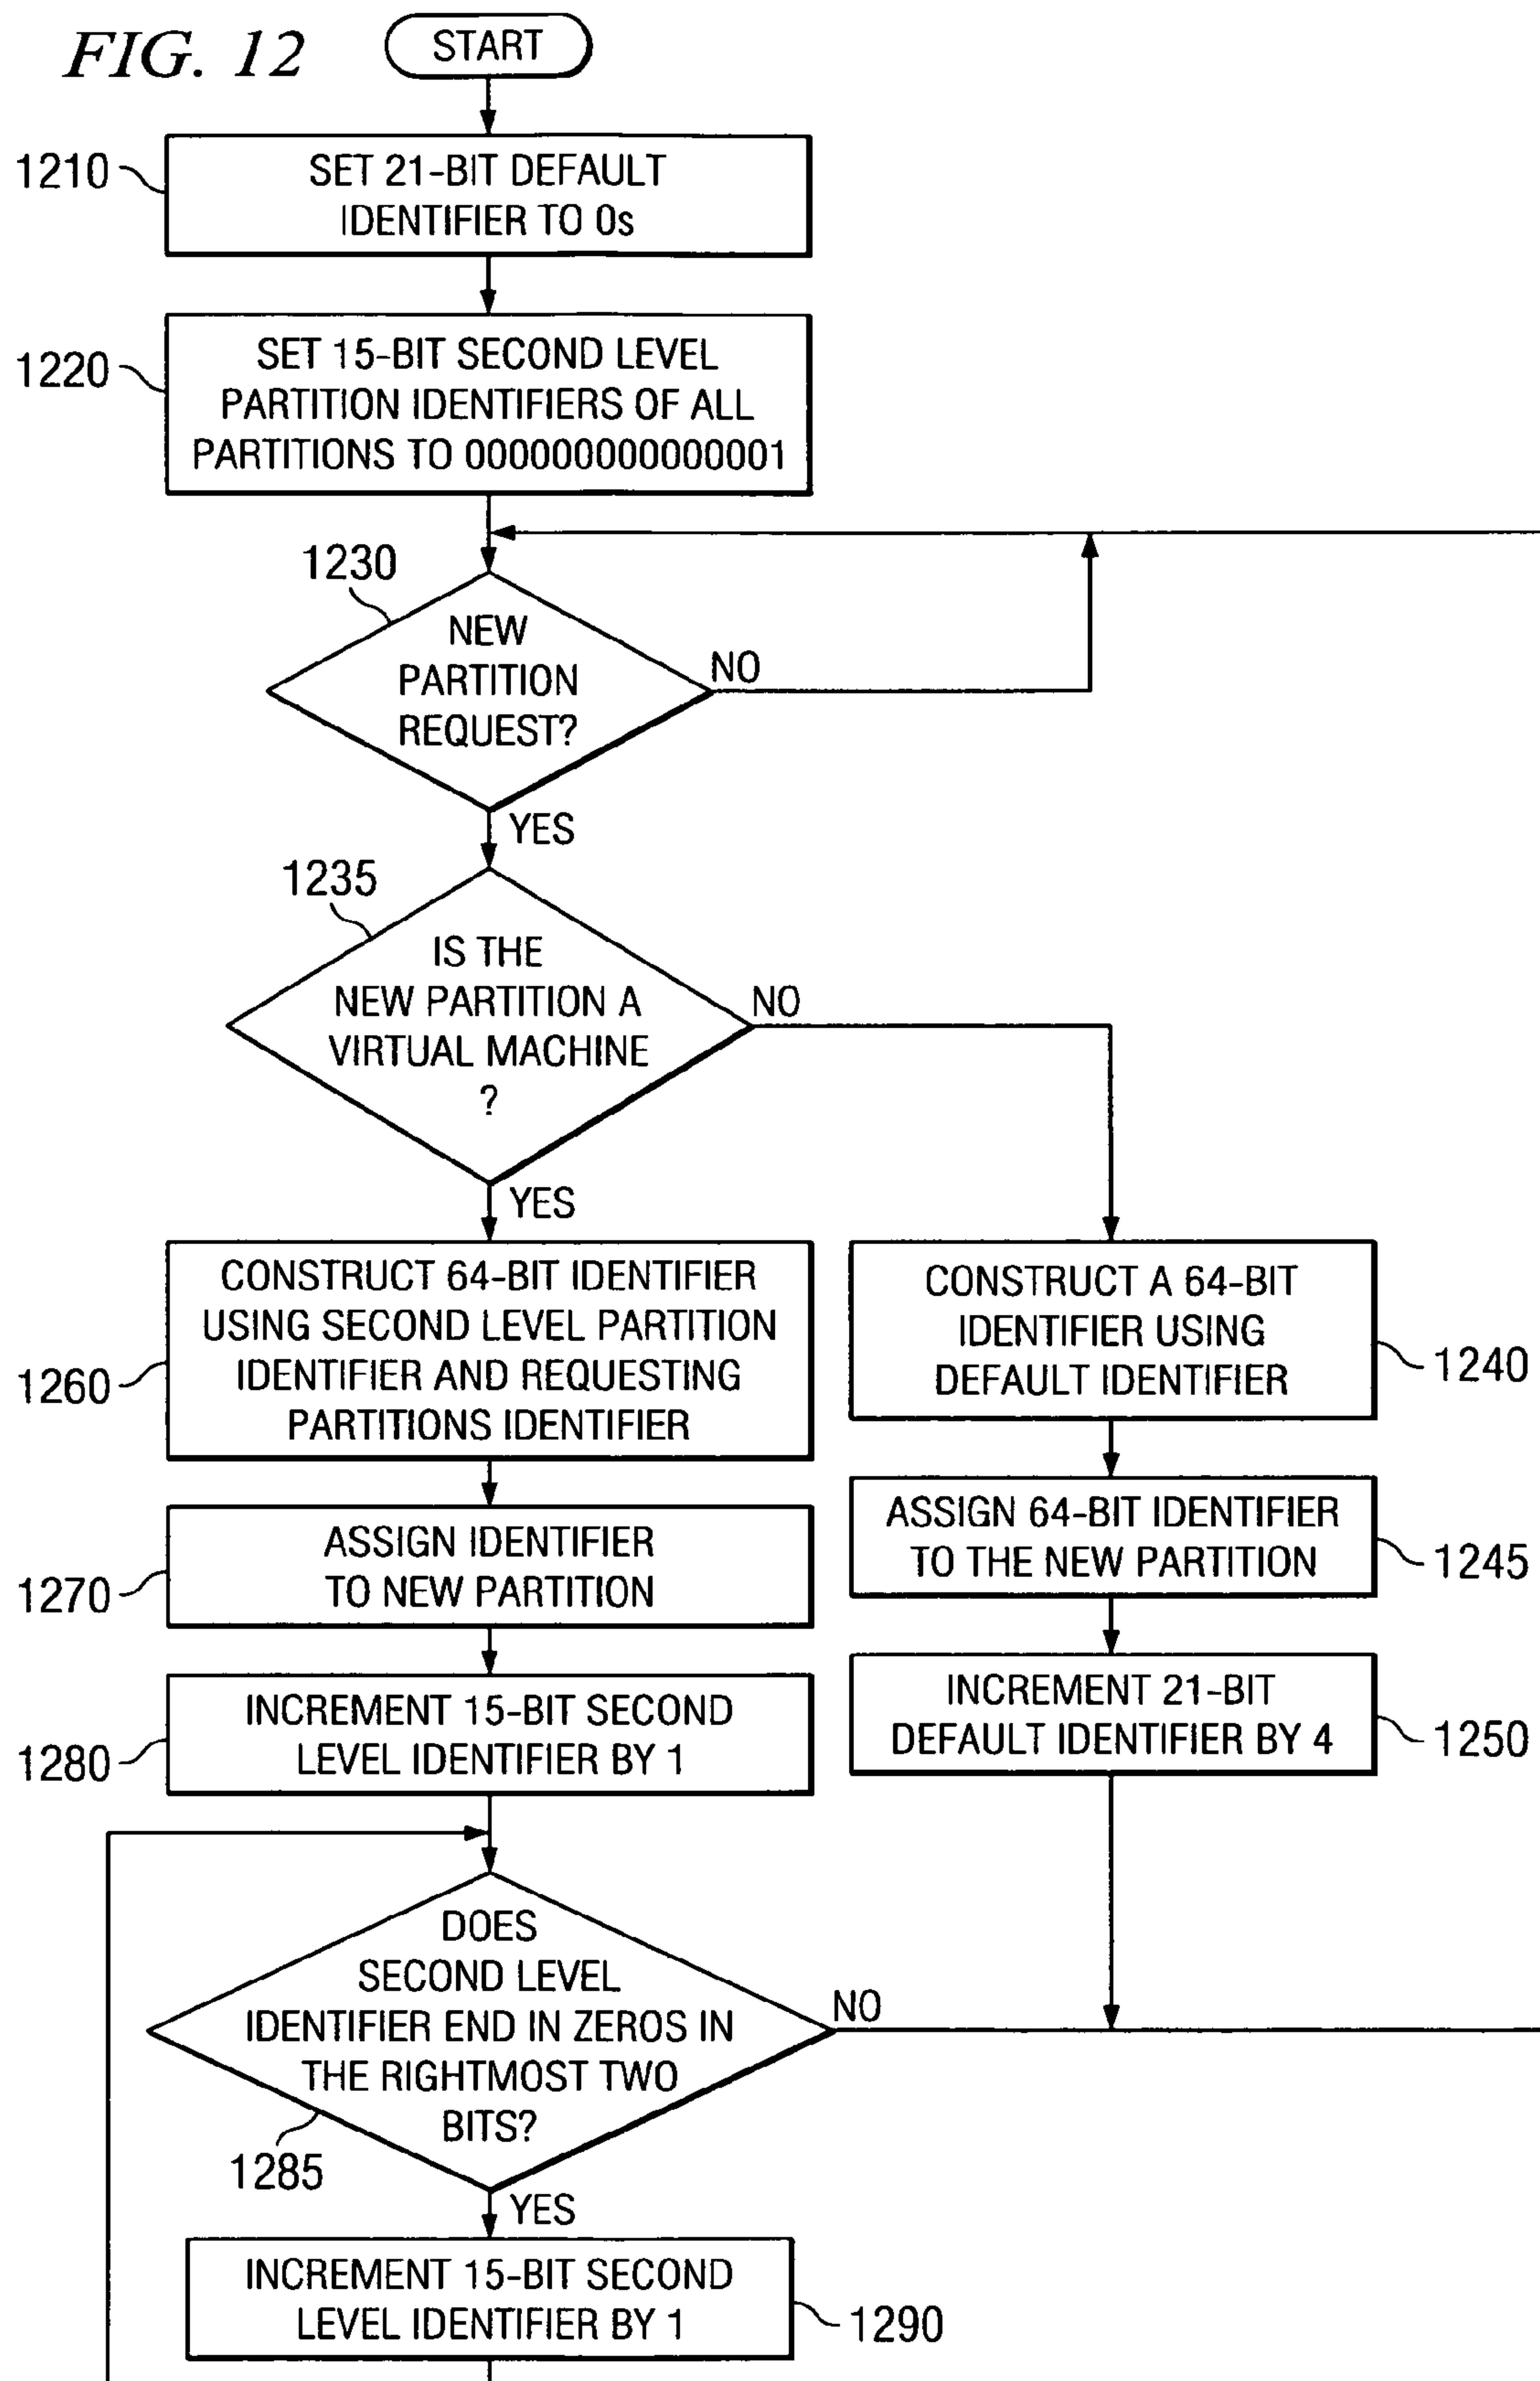 FIG. 12
START
1210
SET 21-BIT DEFAULT
IDENTIFIER TO 0s
1220
SET 15-BIT SECOND LEVEL
PARTITION IDENTIFIERS OF ALL
PARTITIONS TO 000000000000001
1230
NEW
PARTITION
REQUEST?
NO
YES
1235
IS THE
NEW PARTITION A
VIRTUAL MACHINE
?
NO
YES
1260
CONSTRUCT 64-BIT IDENTIFIER
USING SECOND LEVEL PARTITION
IDENTIFIER AND REQUESTING
PARTITIONS IDENTIFIER
CONSTRUCT A 64-BIT
IDENTIFIER USING
DEFAULT IDENTIFIER
1240
1270
ASSIGN IDENTIFIER
TO NEW PARTITION
ASSIGN 64-BIT IDENTIFIER
TO THE NEW PARTITION
1245
1280
INCREMENT 15-BIT SECOND
LEVEL IDENTIFIER BY 1
INCREMENT 21-BIT
DEFAULT IDENTIFIER BY 4
1250
DOES
SECOND LEVEL
IDENTIFIER END IN ZEROS IN
THE RIGHTMOST TWO
BITS?
NO
1285
YES
INCREMENT 15-BIT SECOND
LEVEL IDENTIFIER BY 1
1290